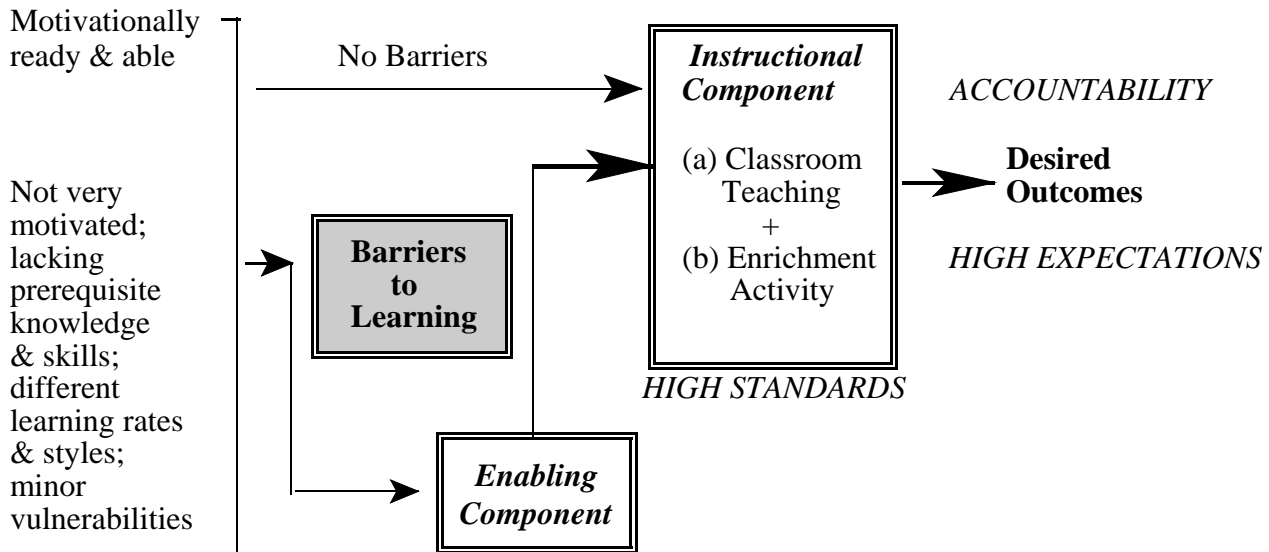 Motivationally
ready & able
No Barriers
Instructional
Component
(a) Classroom
Teaching
+
(b) Enrichment
Activity
HIGH STANDARDS
ACCOUNTABILITY
Desired
Outcomes
HIGH EXPECTATIONS
Not very
motivated;
lacking
prerequisite
knowledge
& skills;
different
learning rates
& styles;
minor
vulnerabilities
Barriers
to
Learning
Enabling
Component